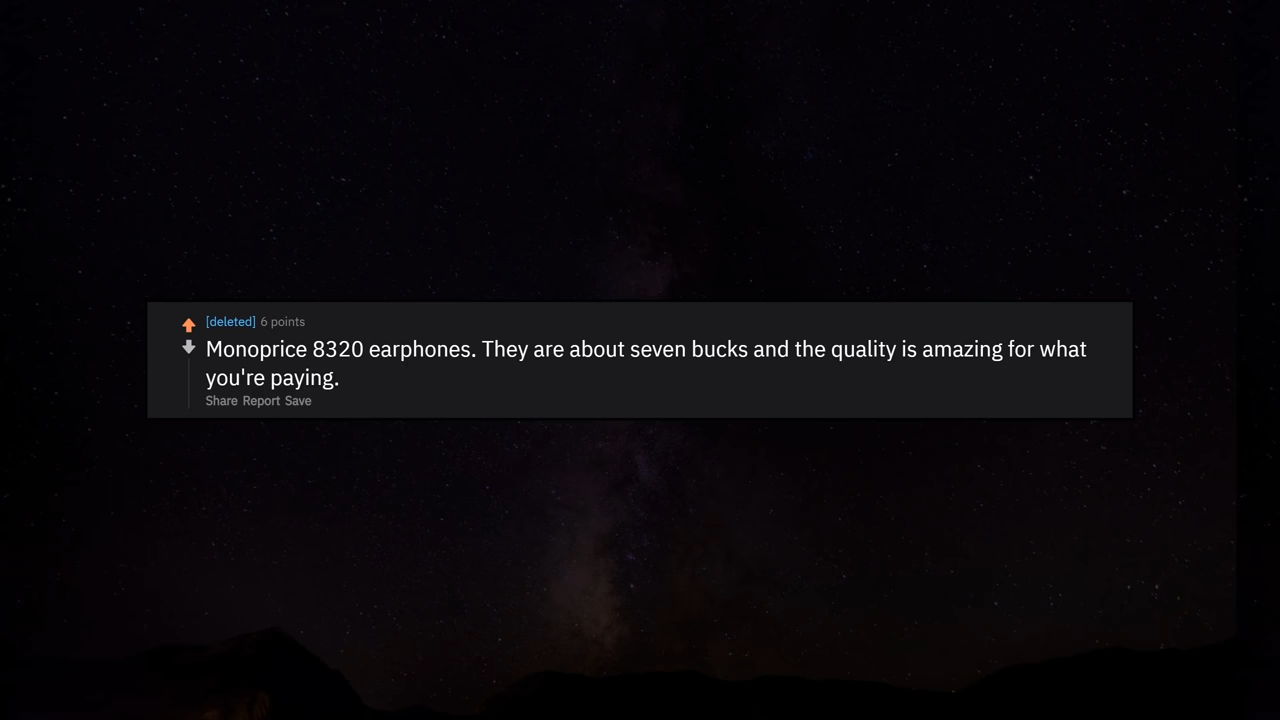 [deleted] 6 points
Monoprice 8320 earphones. They are about seven bucks and the quality is amazing for what
you're paying.
Share Report Save